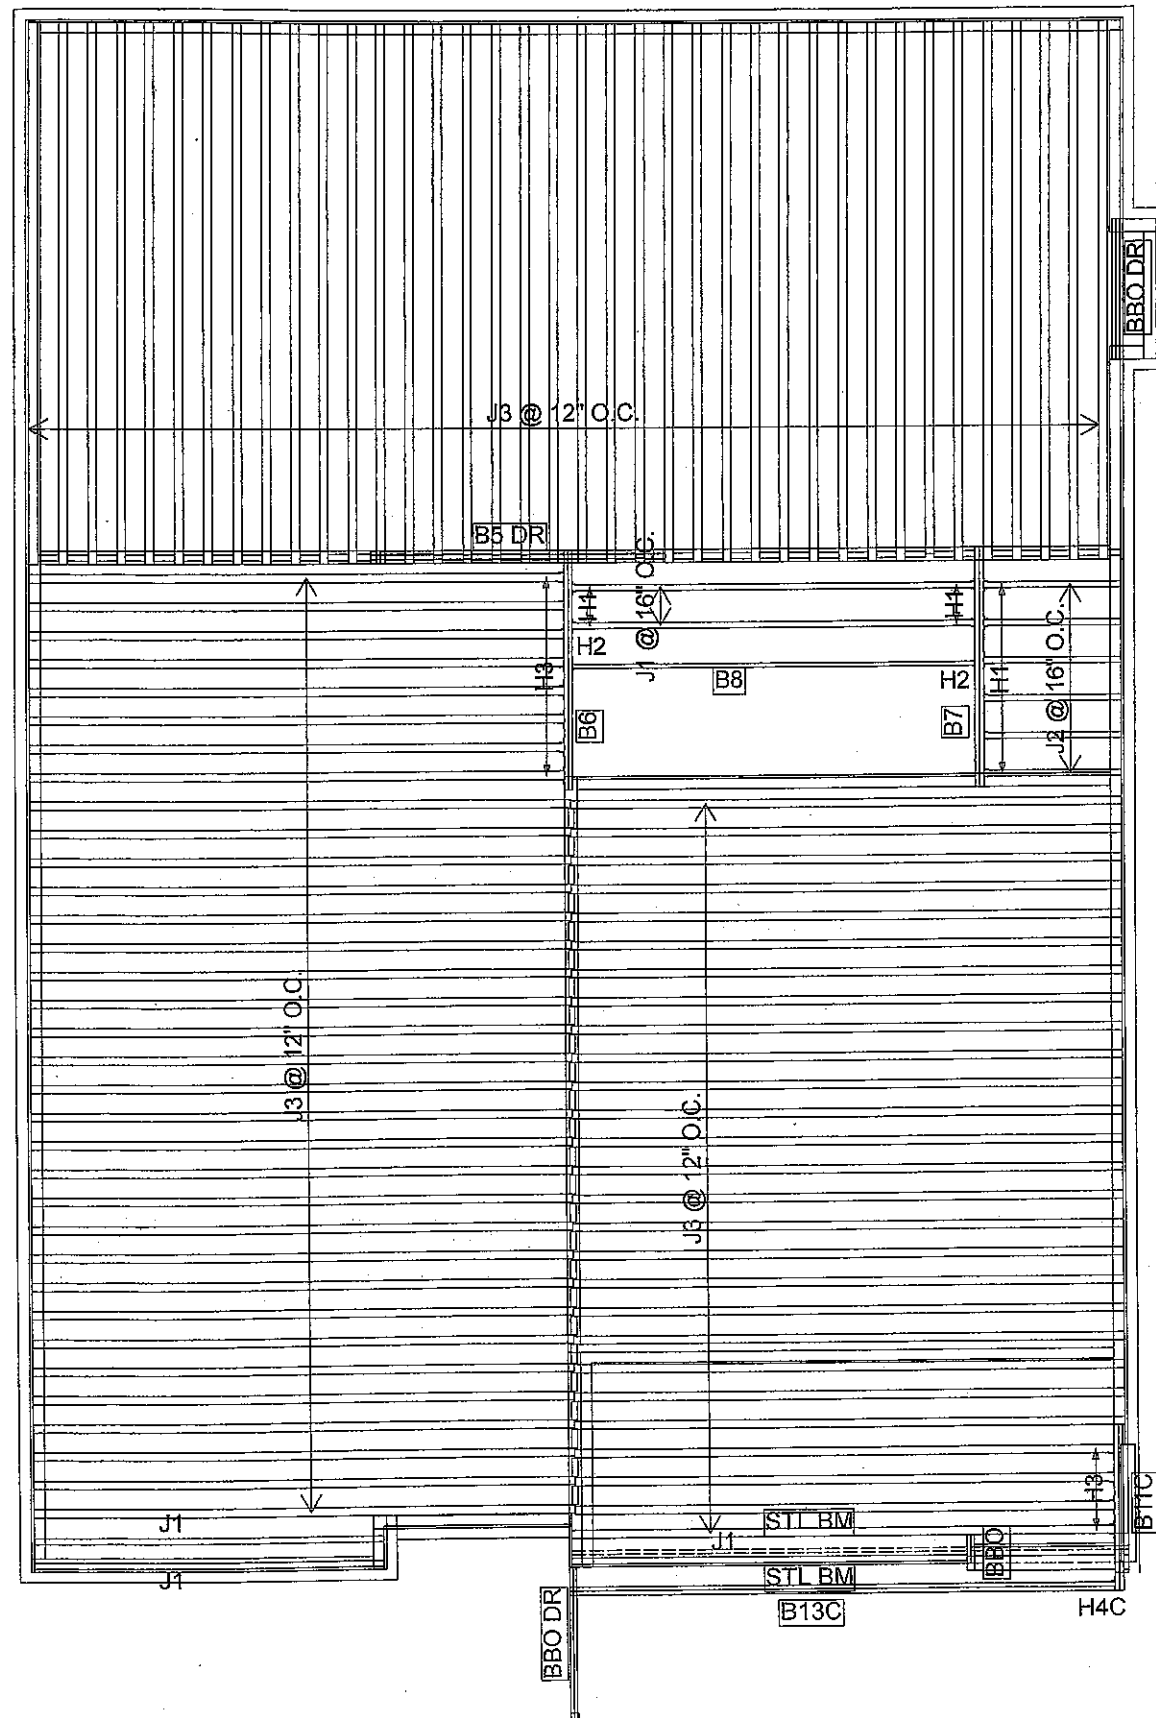 BBO DR
J3 @ 12" O.C.
B5 DR
H1
J1 @ 16" O.C.
H1
H2
H3
B8
H2
H1
J2 @ 16" O.C.
B6
B7
J3 @ 12" O.C.
J3 @ 12" O.C.
H3
B11C
J1
STL BM
J1
BBO
J1
STL BM
B13C
H4C
BBO DR